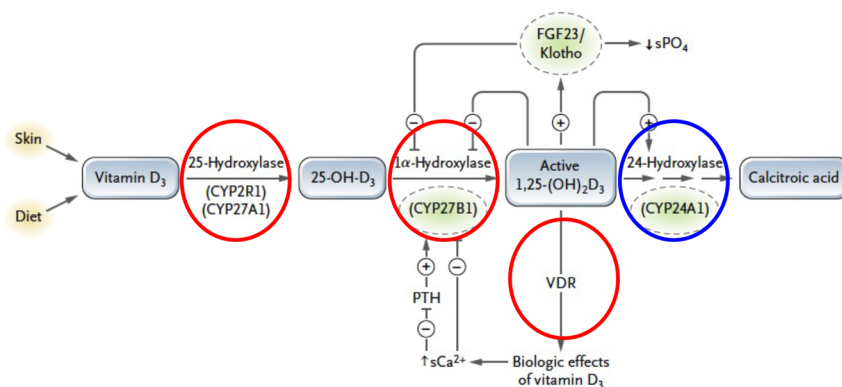 FGF23/
Klotho
↓sPO₄
−
−
+
+
Skin
Diet
Vitamin D₃
25-Hydroxylase
(CYP2R1)
(CYP27A1)
25-OH-D₃
1α-Hydroxylase
(CYP27B1)
Active
1,25-(OH)₂D₃
24-Hydroxylase
(CYP24A1)
Calcitroic acid
+
−
PTH
−
VDR
↑sCa²⁺
Biologic effects
of vitamin D₃